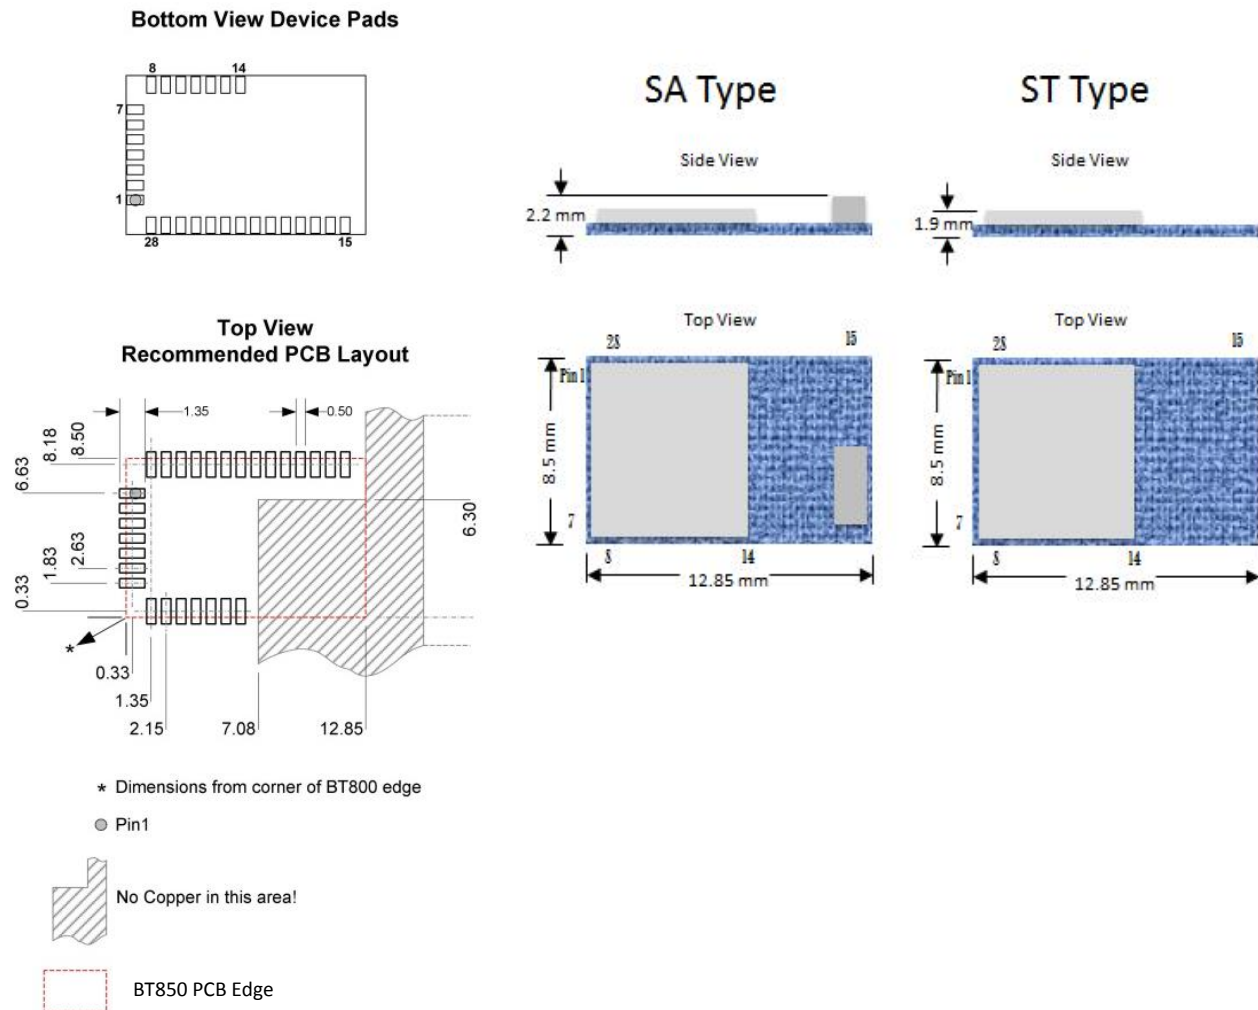 Bottom View Device Pads
8
14
7
1
28
15
Top View
Recommended PCB Layout
1.35
0.50
8.18
8.50
6.63
6.30
2.63
1.83
0.33
*
0.33
1.35
2.15
7.08
12.85
* Dimensions from corner of BT800 edge
Pin1
No Copper in this area!
BT850 PCB Edge
SA Type
Side View
2.2 mm
Top View
28
15
Pin 1
8.5 mm
7
8
14
12.85 mm
ST Type
Side View
1.9 mm
Top View
28
15
Pin 1
8.5 mm
7
8
14
12.85 mm